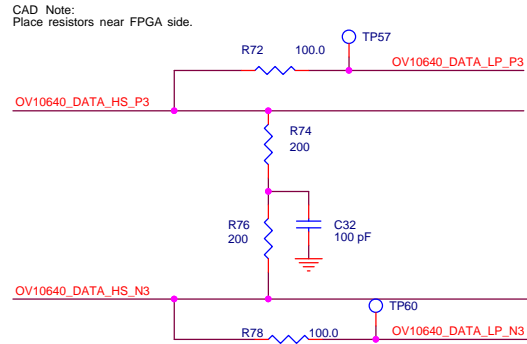 CAD Note:
Place resistors near FPGA side.
TP57
R72 100.0
OV10640_DATA_LP_P3
OV10640_DATA_HS_P3
R74
200
R76
200
C32
100 pF
OV10640_DATA_HS_N3
TP60
R78 100.0
OV10640_DATA_LP_N3